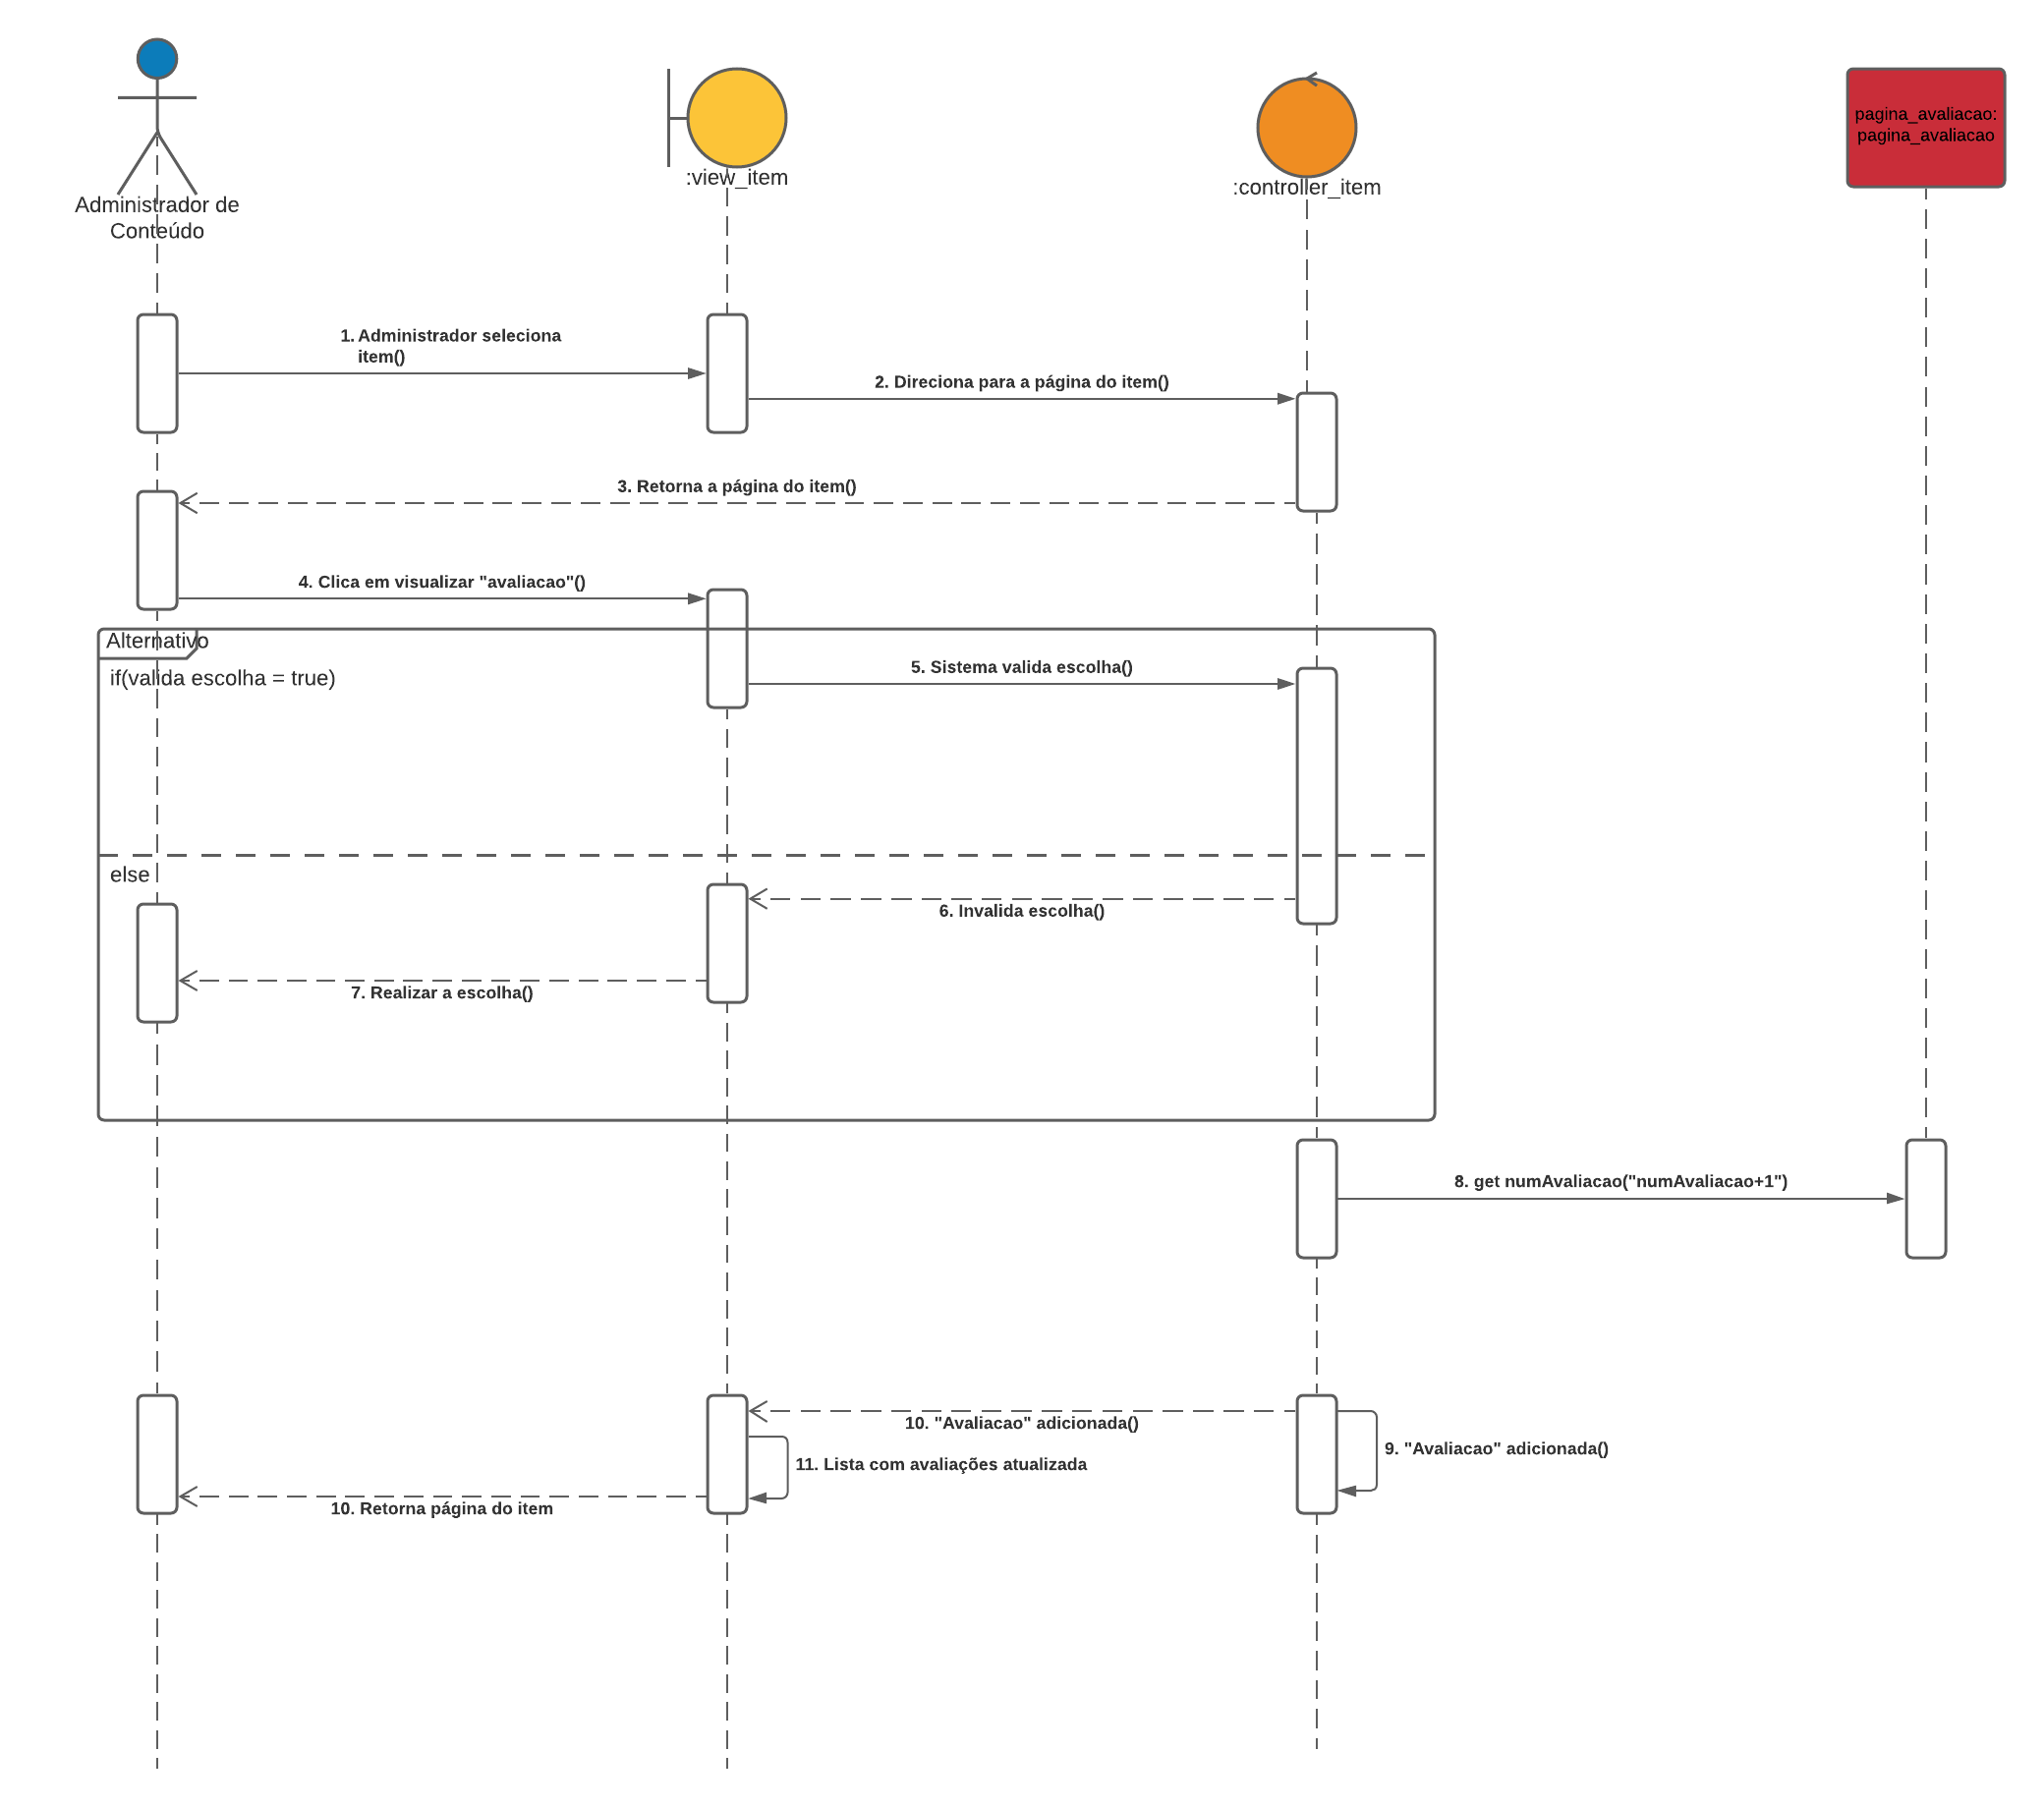 pagina_avaliacao:
pagina_avaliacao
:view_item
:controller_item
Administrador de
Conteúdo
1. Administrador seleciona
item()
2. Direciona para a página do item()
3. Retorna a página do item()
4. Clica em visualizar "avaliacao"()
Alternativo
if(valida escolha = true)
5. Sistema valida escolha()
else
6. Invalida escolha()
7. Realizar a escolha()
8. get numAvaliacao("numAvaliacao+1")
10. "Avaliacao" adicionada()
9. "Avaliacao" adicionada()
11. Lista com avaliações atualizada
10. Retorna página do item